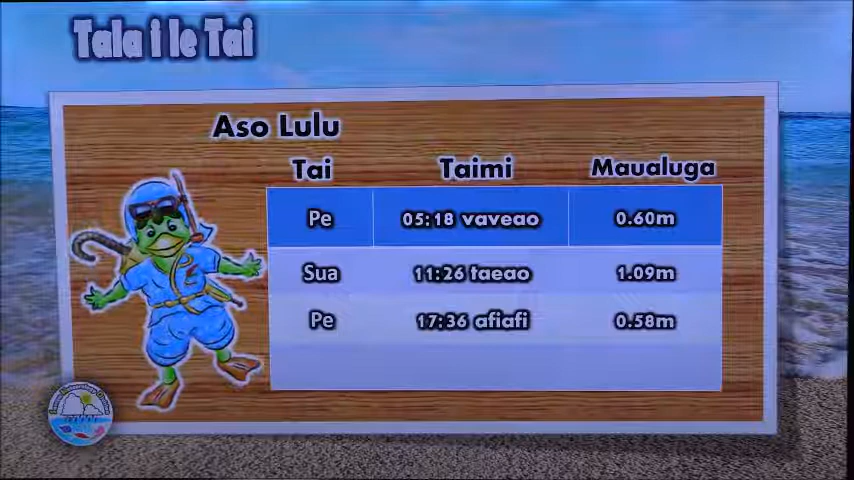 Tala i le Tai
Aso Lulu
Tai Taimi Maualuga
Pe 05:18 vaveao 0.60m
Sua 11:26 taeao 1.09m
Pe 17:36 afiafi 0.58m